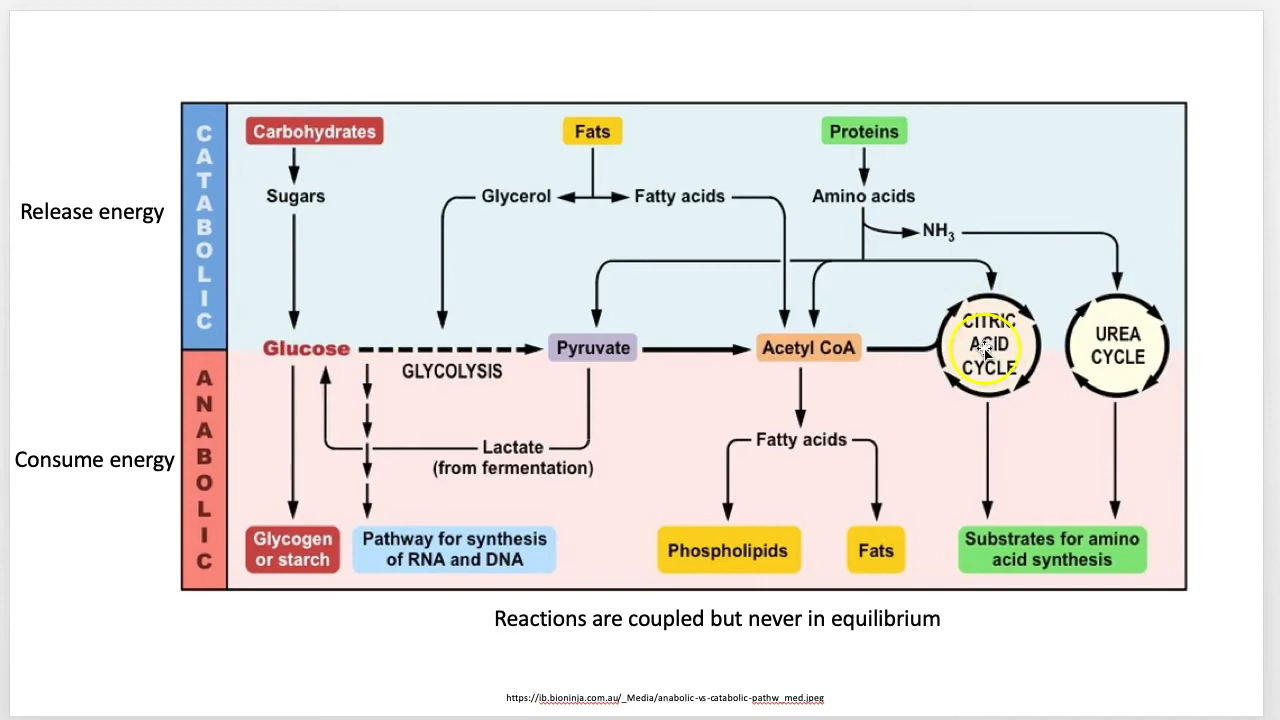 CATABOLIC
Carbohydrates
Fats
Proteins
Release energy
Sugars
Glycerol
Fatty acids
Amino acids
NH3
Glucose
Pyruvate
Acetyl CoA
CITRIC
ACID
CYCLE
UREA
CYCLE
GLYCOLYSIS
ANABOLIC
Consume energy
Lactate
(from fermentation)
Fatty acids
Glycogen
or starch
Pathway for synthesis
of RNA and DNA
Phospholipids
Fats
Substrates for amino
acid synthesis
Reactions are coupled but never in equilibrium
https://ib.bioninja.com.au/_Media/anabolic-vs-catabolic-pathw_med.jpeg